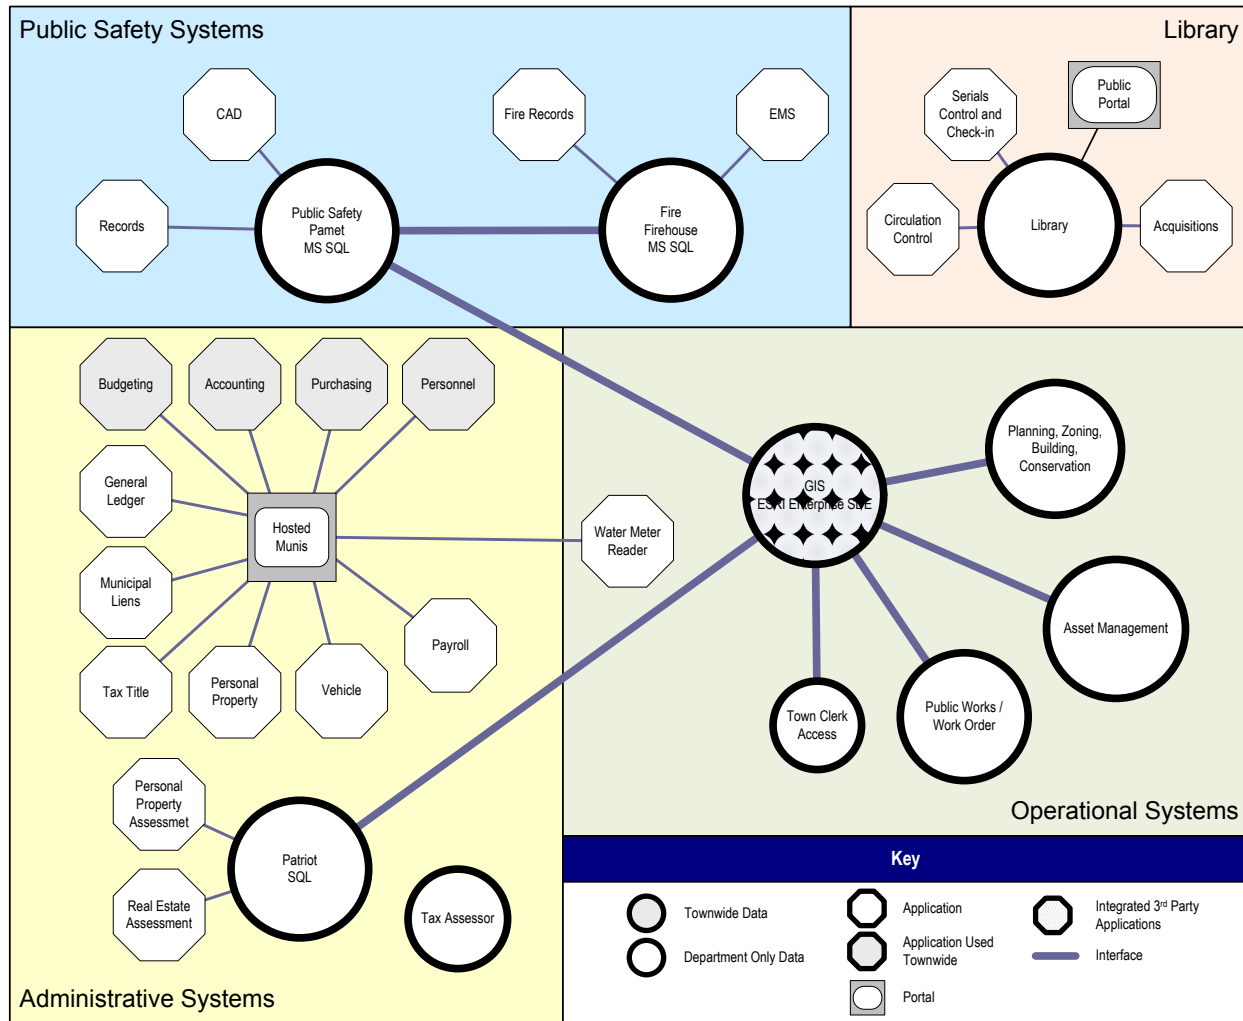 Public Safety Systems
CAD
Records
Public Safety
Pamet
MS SQL
Fire Records
EMS
Fire
Firehouse
MS SQL
Library
Serials
Control and
Check-in
Public
Portal
Circulation
Control
Library
Acquisitions
Budgeting
Accounting
Purchasing
Personnel
General
Ledger
Hosted
Munis
Municipal
Liens
Tax Title
Personal
Property
Vehicle
Payroll
Water Meter
Reader
Personal
Property
Assessmet
Real Estate
Assessment
Patriot
SQL
Tax Assessor
Administrative Systems
GIS
ESRI Enterprise SDE
Planning, Zoning,
Building,
Conservation
Asset Management
Public Works /
Work Order
Town Clerk
Access
Operational Systems
Key
Townwide Data
Department Only Data
Application
Application Used
Townwide
Portal
Integrated 3rd Party
Applications
Interface